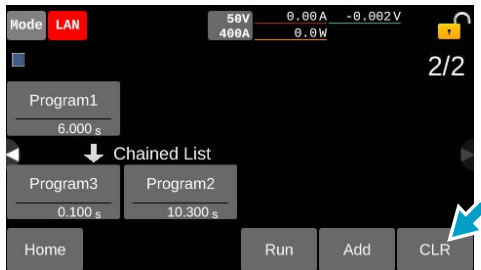 Mode LAN 50V 0.00A -0.002V
400A 0.0W
2/2
Program1
6.000 s
Chained List
Program3 Program2
0.100 s 10.300 s
Home Run Add CLR